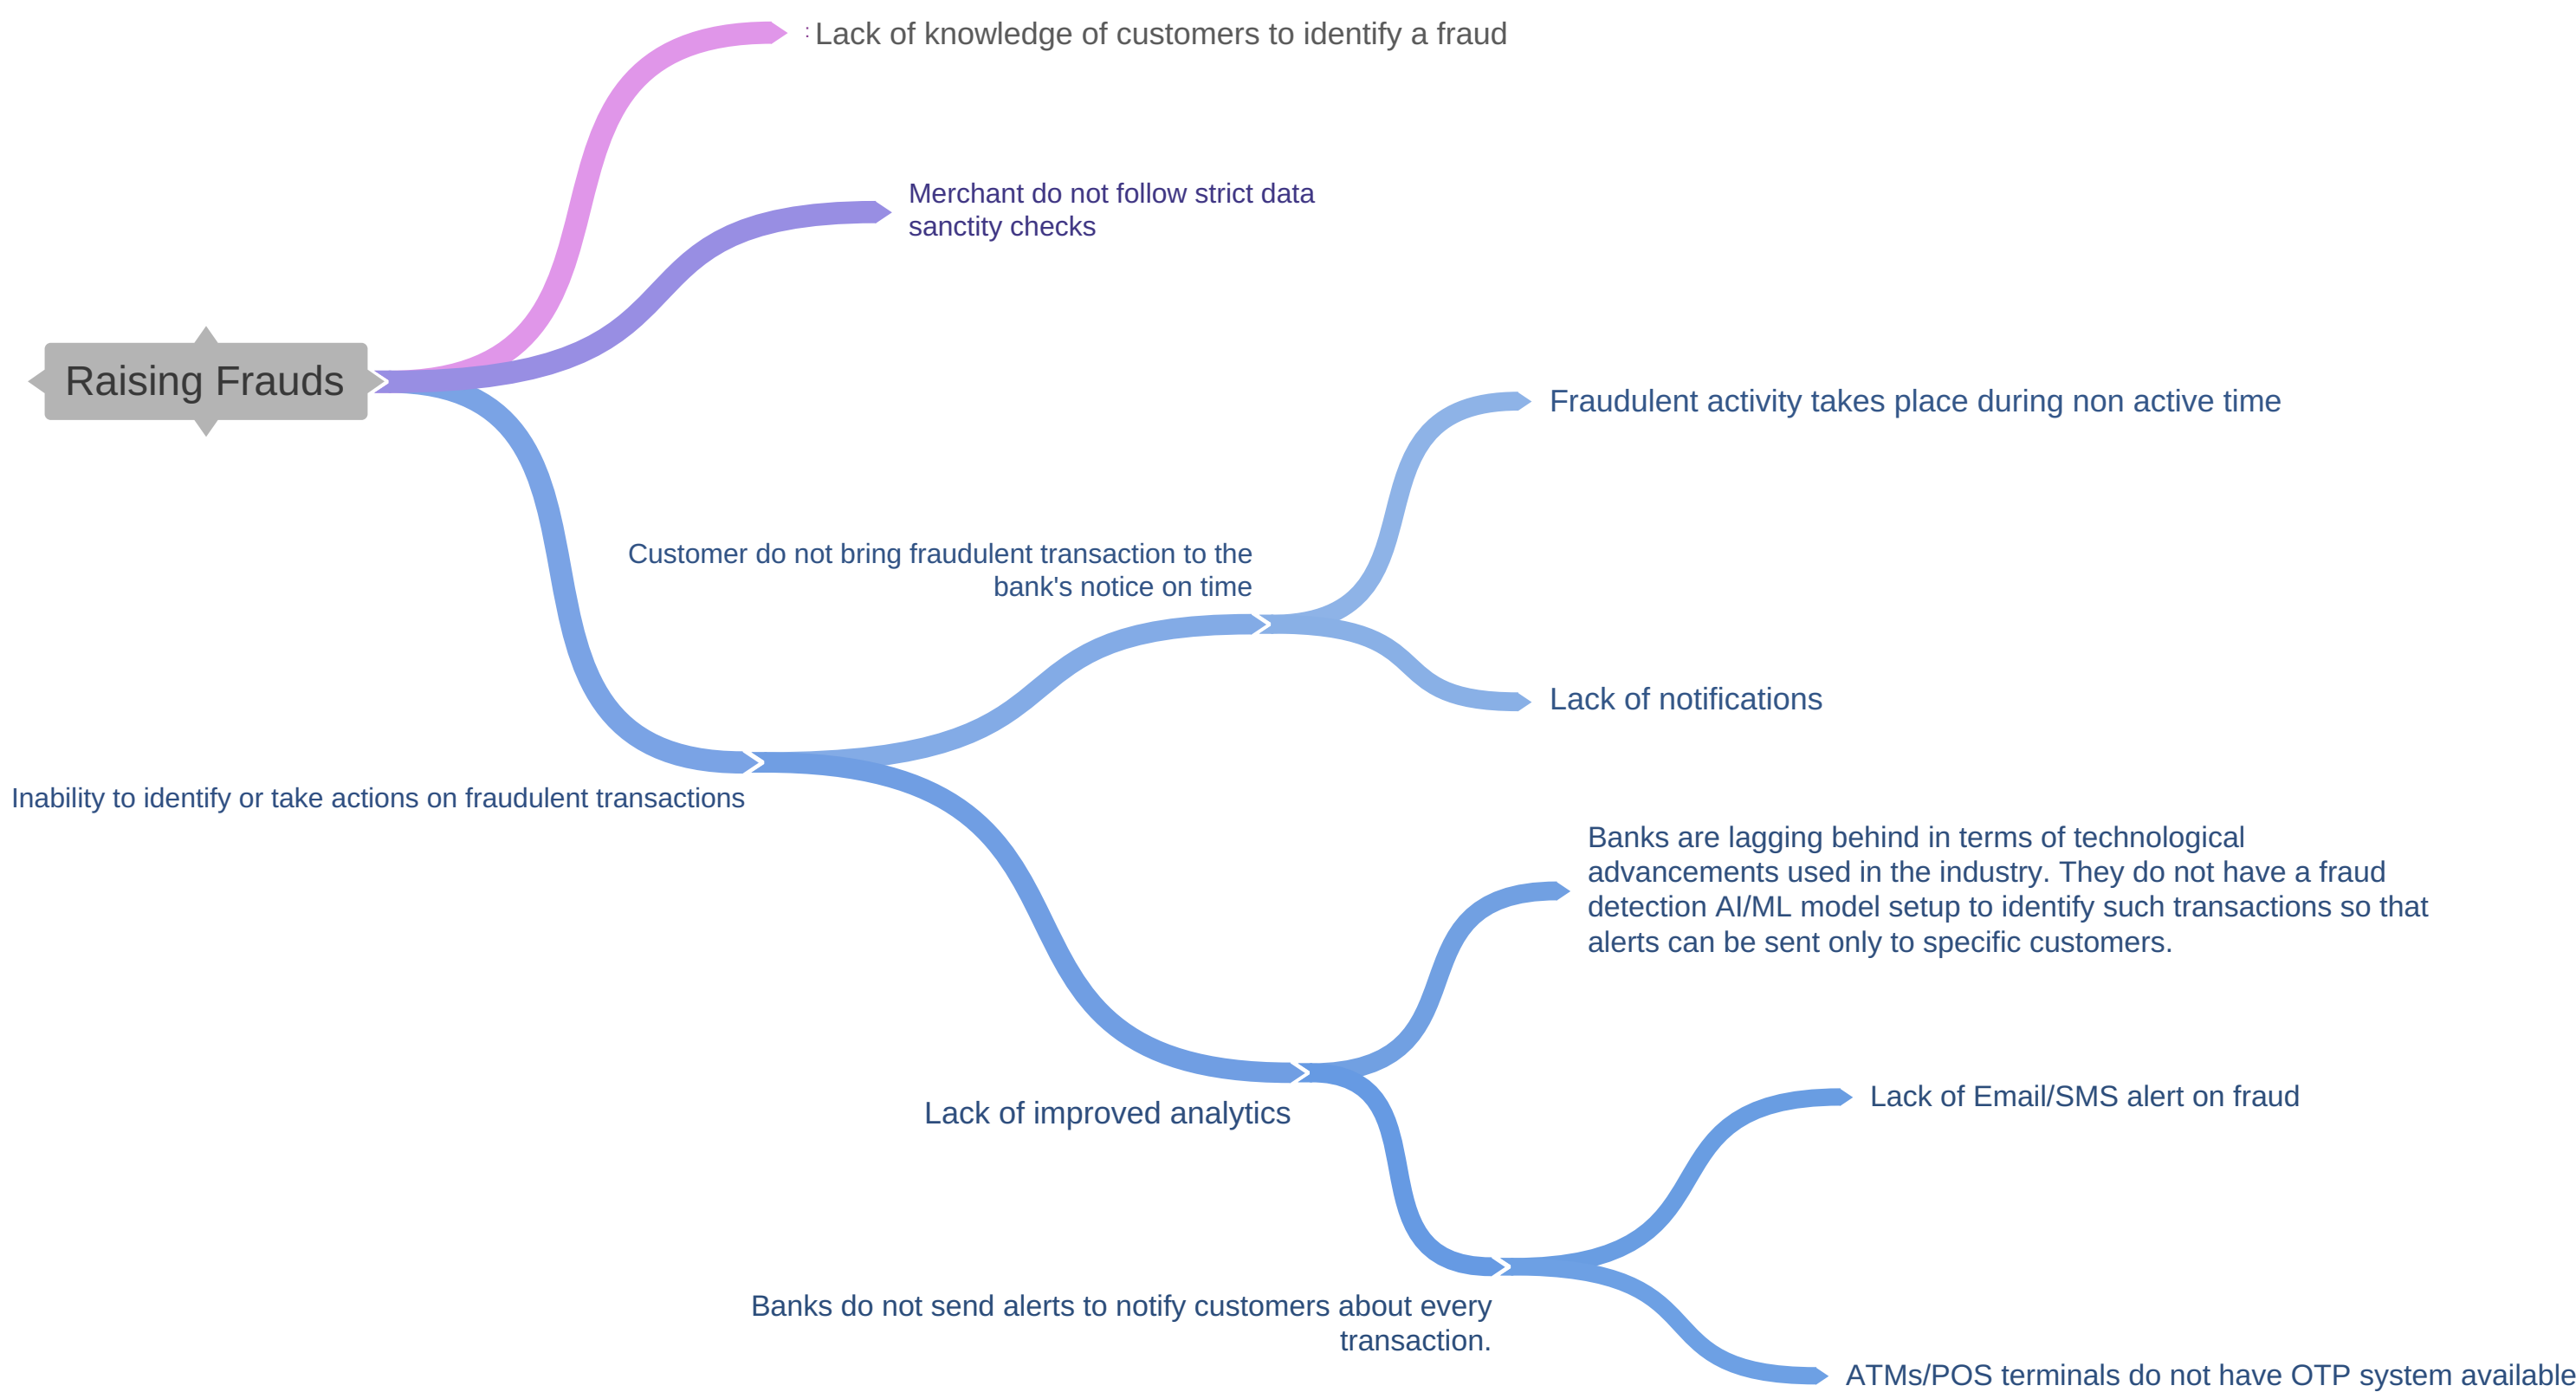 : Lack of knowledge of customers to identify a fraud
Merchant do not follow strict data
sanctity checks
Raising Frauds
Fraudulent activity takes place during non active time
Customer do not bring fraudulent transaction to the
bank's notice on time
Lack of notifications
Inability to identify or take actions on fraudulent transactions
Banks are lagging behind in terms of technological
advancements used in the industry. They do not have a fraud
detection AI/ML model setup to identify such transactions so that
alerts can be sent only to specific customers.
Lack of improved analytics
Lack of Email/SMS alert on fraud
Banks do not send alerts to notify customers about every
transaction.
ATMs/POS terminals do not have OTP system available